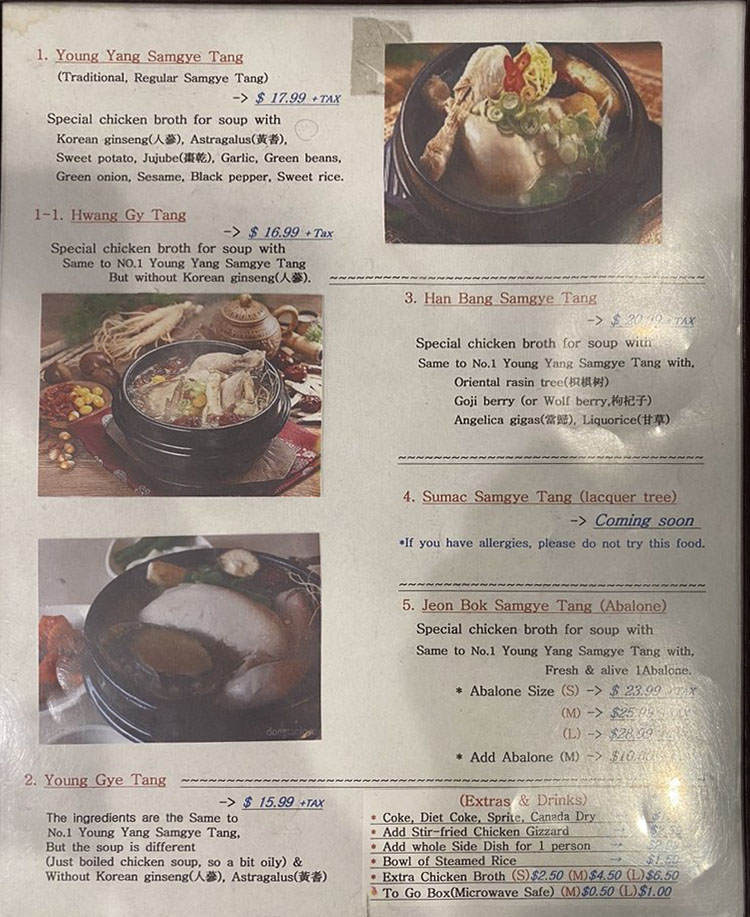 1. Young Yang Samgye Tang
(Traditional, Regular Samgye Tang)
-> $ 17.99 +TAX
Special chicken broth for soup with
Korean ginseng(人蔘), Astragalus(黃耆),
Sweet potato, Jujube(棗乾), Garlic, Green beans,
Green onion, Sesame, Black pepper, Sweet rice.
1-1. Hwang Gy Tang
-> $ 16.99 +Tax
Special chicken broth for soup with
Same to NO.1 Young Yang Samgye Tang
But without Korean ginseng(人蔘).
2. Young Gye Tang
-> $ 15.99 +TAX
The ingredients are the Same to
No.1 Young Yang Samgye Tang,
But the soup is different
(Just boiled chicken soup, so a bit oily) &
Without Korean ginseng(人蔘), Astragalus(黃耆)
3. Han Bang Samgye Tang
-> $ 20.99 +TAX
Special chicken broth for soup with
Same to No.1 Young Yang Samgye Tang with,
Oriental rasin tree(枳椇树)
Goji berry (or Wolf berry,枸杞子)
Angelica gigas(當歸), Liquorice(甘草)
4. Sumac Samgye Tang (lacquer tree)
-> Coming soon
*If you have allergies, please do not try this food.
5. Jeon Bok Samgye Tang (Abalone)
Special chicken broth for soup with
Same to No.1 Young Yang Samgye Tang with,
Fresh & alive 1Abalone.
* Abalone Size (S) -> $ 23.99 +TAX
(M) -> $25.99
(L) -> $28.99
* Add Abalone (M) ->
(Extras & Drinks)
* Coke, Diet Coke, Sprite, Canada Dry
* Add Stir-fried Chicken Gizzard ->
* Add whole Side Dish for 1 person ->
* Bowl of Steamed Rice -> $1.50
* Extra Chicken Broth (S)$2.50 (M)$4.50 (L)$6.50
* To Go Box(Microwave Safe) (M)$0.50 (L)$1.00